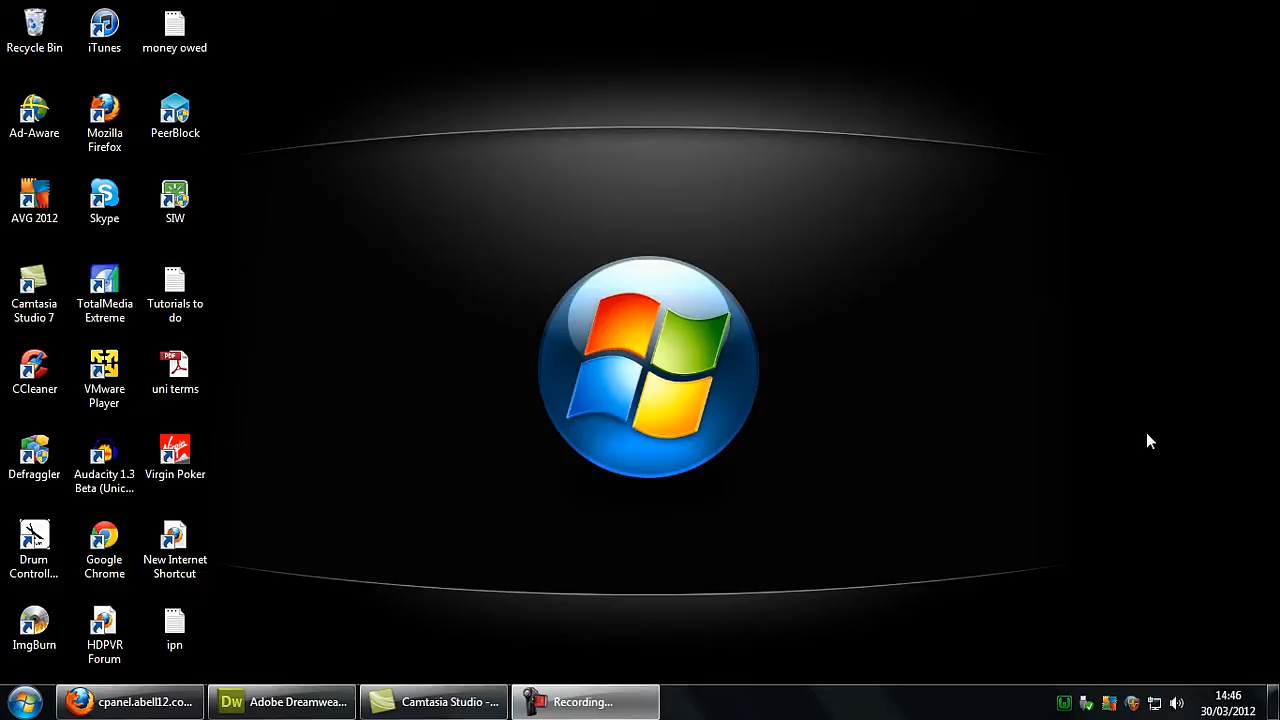 Recycle Bin
iTunes
money owed
Ad-Aware
Mozilla
Firefox
PeerBlock
AVG 2012
Skype
SIW
Camtasia
Studio 7
TotalMedia
Extreme
Tutorials to
do
CCleaner
VMware
Player
PDF
uni terms
Defraggler
Audacity 1.3
Beta (Unic...
Virgin Poker
Drum
Controll...
Google
Chrome
New Internet
Shortcut
ImgBurn
HDPVR
Forum
ipn
cpanel.abell12.co...
Dw Adobe Dreamwea...
Camtasia Studio -...
Recording...
14:46
30/03/2012